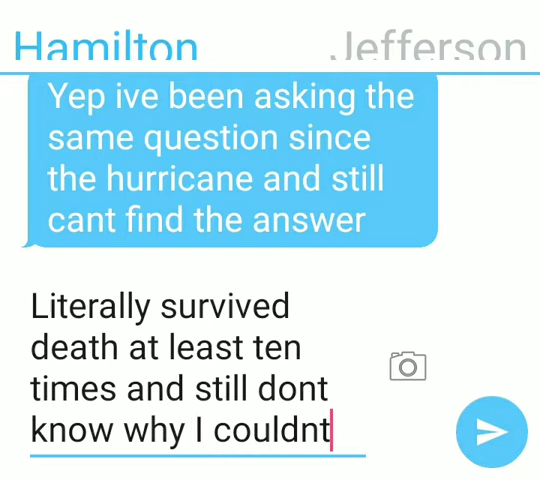 Hamilton Jefferson
Yep ive been asking the
same question since
the hurricane and still
cant find the answer
Literally survived
death at least ten
times and still dont
know why I couldnt